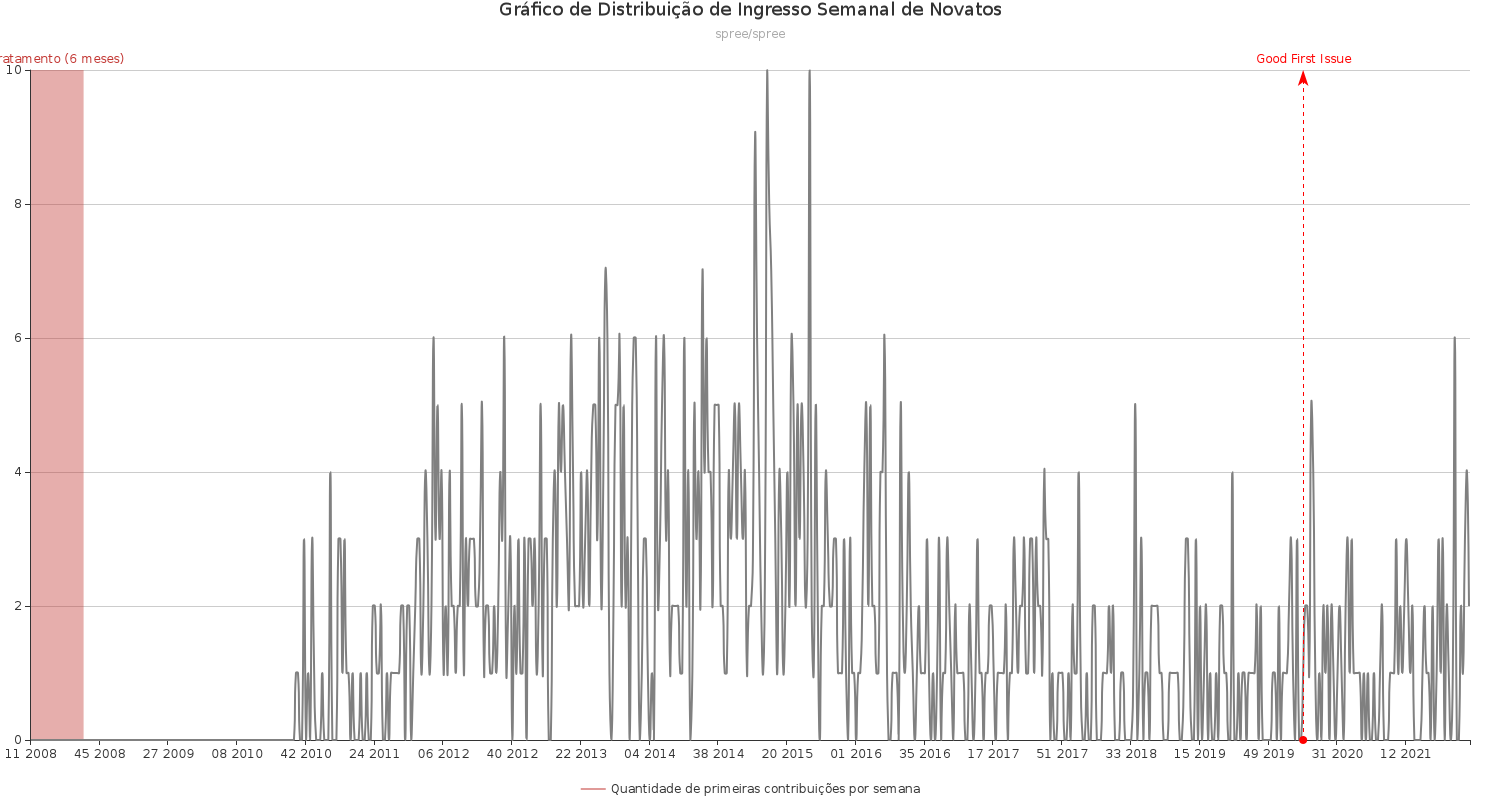 Gráfico de Distribuição de Ingresso Semanal de Novatos
spree/spree
ratamento (6 meses)
Good First Issue
10
8
6
4
2
0
11 2008 45 2008 27 2009 08 2010 42 2010 24 2011 06 2012 40 2012 22 2013 04 2014 38 2014 20 2015 01 2016 35 2016 17 2017 51 2017 33 2018 15 2019 49 2019 31 2020 12 2021
Quantidade de primeiras contribuições por semana